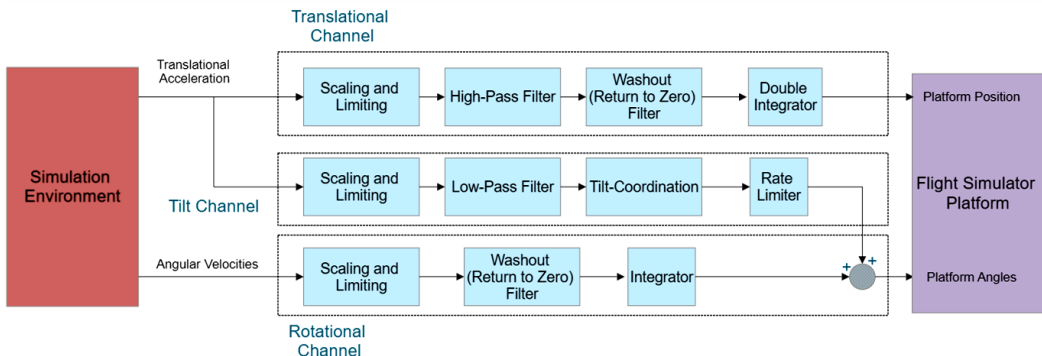 Translational
Channel
Translational
Acceleration
Scaling and
Limiting
High-Pass Filter
Washout
(Return to Zero)
Filter
Double
Integrator
Platform Position
Simulation
Environment
Tilt Channel
Scaling and
Limiting
Low-Pass Filter
Tilt-Coordination
Rate
Limiter
Flight Simulator
Platform
Angular Velocities
Scaling and
Limiting
Washout
(Return to Zero)
Filter
Integrator
+
+
Platform Angles
Rotational
Channel